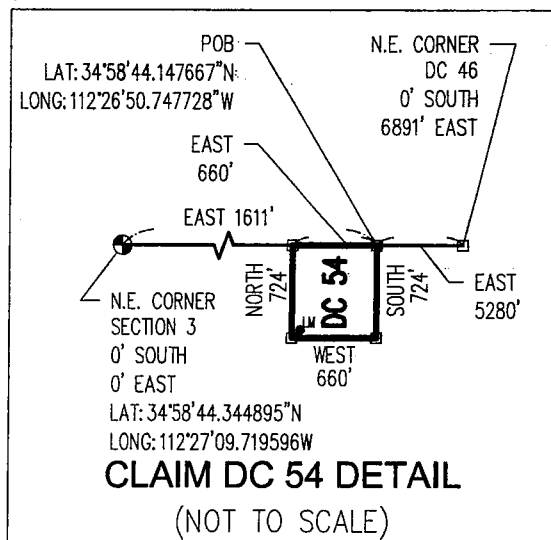 POB
LAT: 34°58'44.147667"N
LONG: 112°26'50.747728"W
N.E. CORNER
DC 46
0' SOUTH
6891' EAST
EAST
660'
EAST 1611'
NORTH
724'
DC 54
SOUTH
724'
LM
WEST
660'
EAST
5280'
N.E. CORNER
SECTION 3
0' SOUTH
0' EAST
LAT: 34°58'44.344895"N
LONG: 112°27'09.719596W
CLAIM DC 54 DETAIL
(NOT TO SCALE)